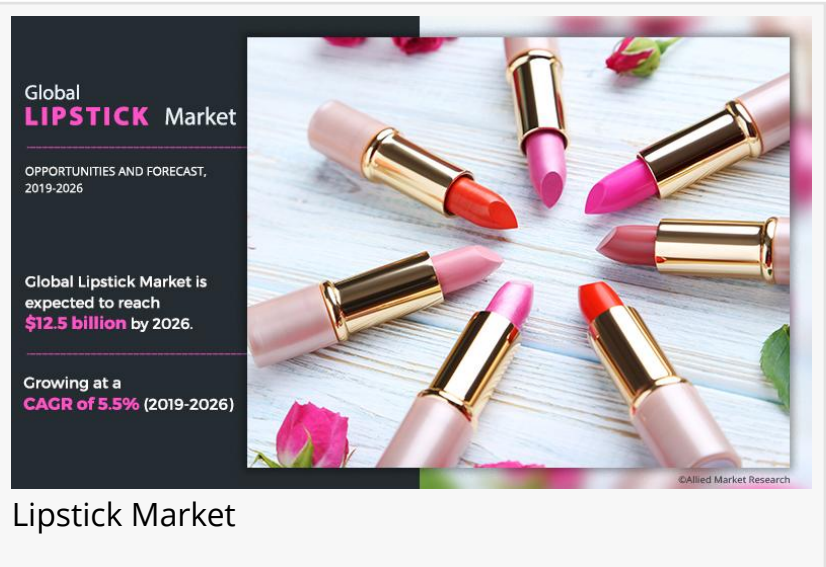 Global
LIPSTICK Market
OPPORTUNITIES AND FORECAST,
2019-2026
Global Lipstick Market is
expected to reach
$12.5 billion by 2026.
Growing at a
CAGR of 5.5% (2019-2026)
©Allied Market Research
Lipstick Market